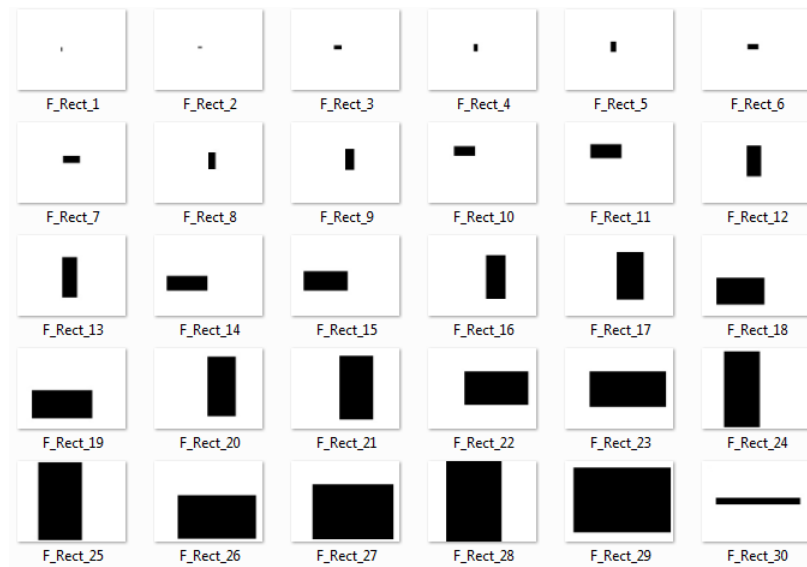 F_Rect_1 F_Rect_2 F_Rect_3 F_Rect_4 F_Rect_5 F_Rect_6
F_Rect_7 F_Rect_8 F_Rect_9 F_Rect_10 F_Rect_11 F_Rect_12
F_Rect_13 F_Rect_14 F_Rect_15 F_Rect_16 F_Rect_17 F_Rect_18
F_Rect_19 F_Rect_20 F_Rect_21 F_Rect_22 F_Rect_23 F_Rect_24
F_Rect_25 F_Rect_26 F_Rect_27 F_Rect_28 F_Rect_29 F_Rect_30